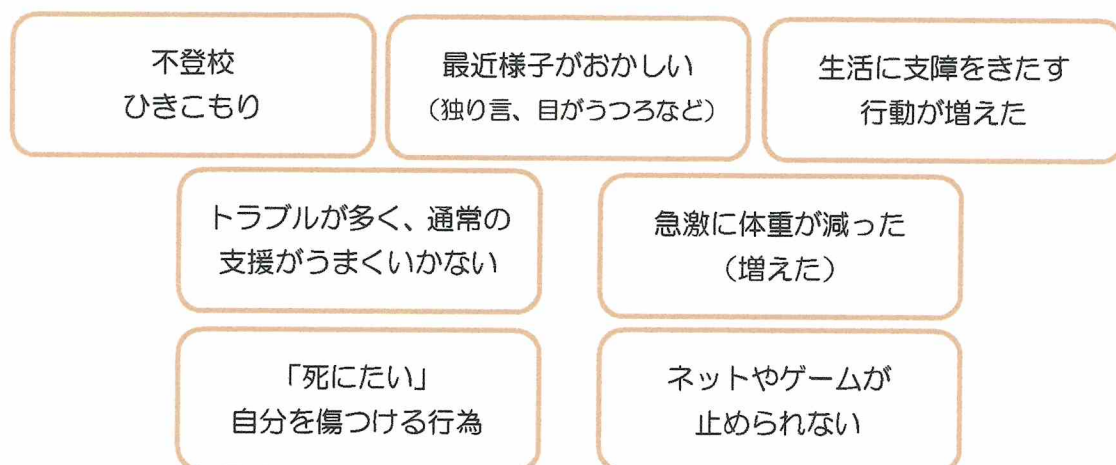 不登校
ひきこもり
最近様子がおかしい
（独り言、目がうつろなど）
生活に支障をきたす
行動が増えた
トラブルが多く、通常の
支援がうまくいかない
急激に体重が減った
（増えた）
「死にたい」
自分を傷つける行為
ネットやゲームが
止められない